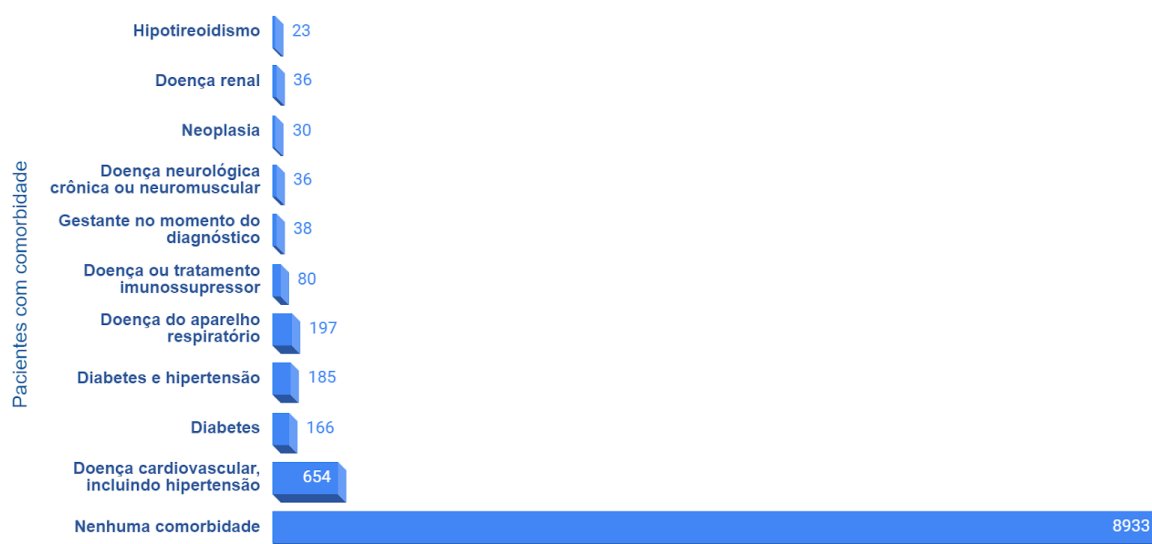 Pacientes com comorbidade
Hipotireoidismo 23
Doença renal 36
Neoplasia 30
Doença neurológica
crônica ou neuromuscular 36
Gestante no momento do
diagnóstico 38
Doença ou tratamento
imunossupressor 80
Doença do aparelho
respiratório 197
Diabetes e hipertensão 185
Diabetes 166
Doença cardiovascular,
incluindo hipertensão 654
Nenhuma comorbidade 8933